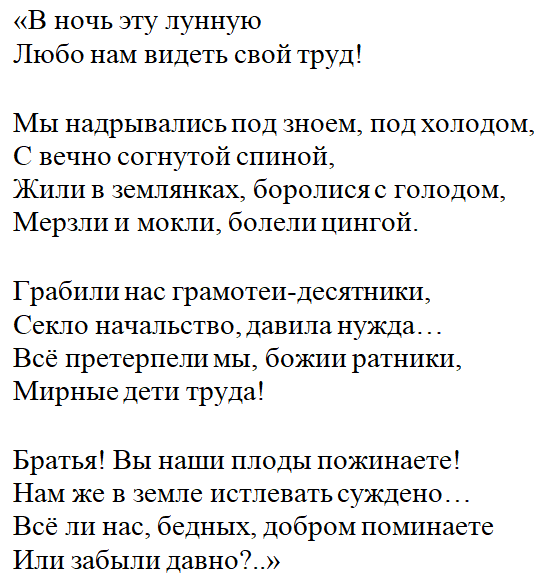 «В ночь эту лунную
Любо нам видеть свой труд!
Мы надрывались под зноем, под холодом,
С вечно согнутой спиной,
Жили в землянках, боролися с голодом,
Мерзли и мокли, болели цингой.
Грабили нас грамотеи-десятники,
Секло начальство, давила нужда…
Всё претерпели мы, божии ратники,
Мирные дети труда!
Братья! Вы наши плоды пожинаете!
Нам же в земле истлевать суждено…
Всё ли нас, бедных, добром поминаете
Или забыли давно?..»